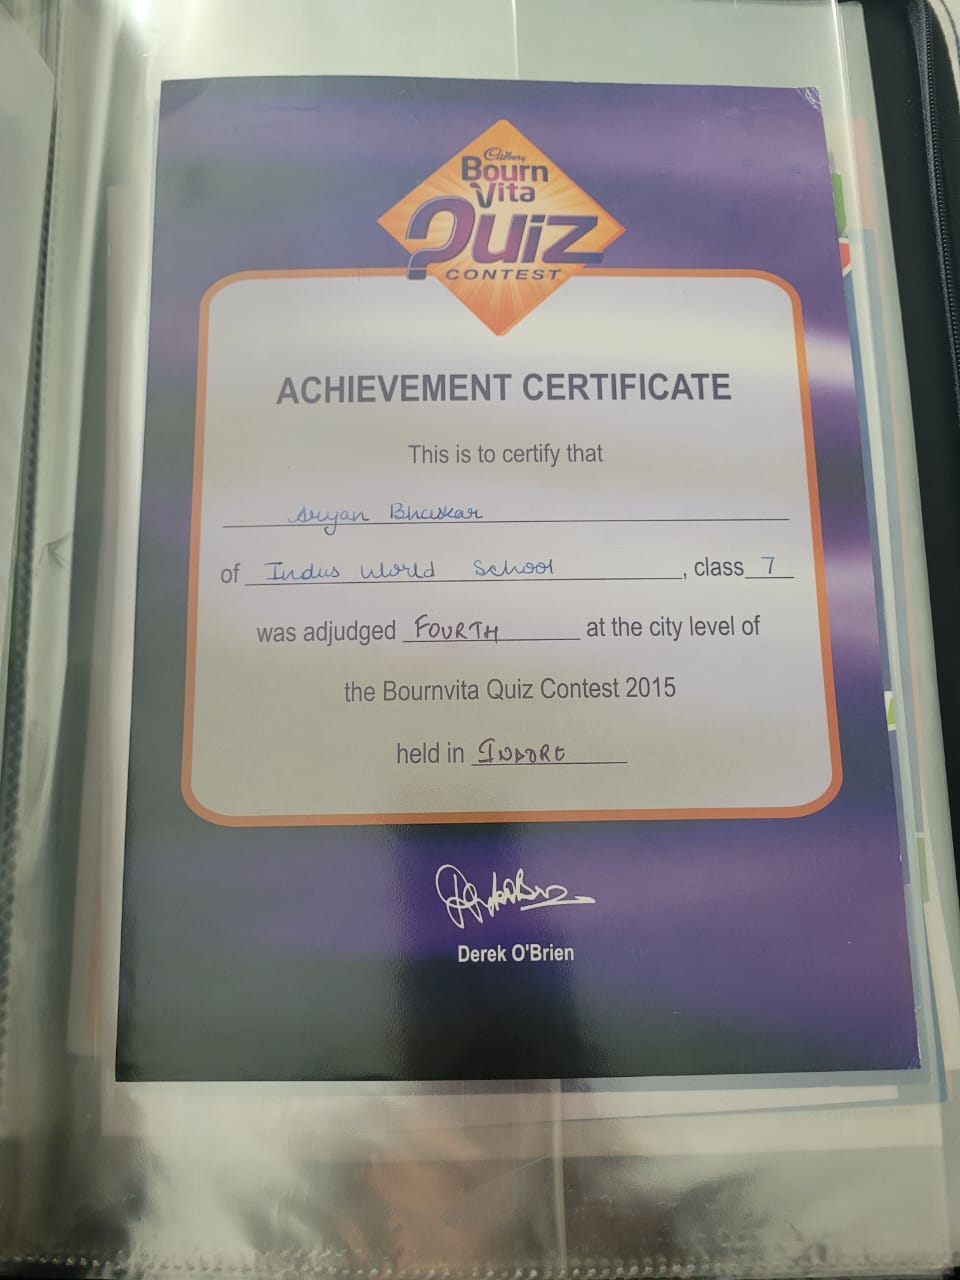 Cadbury
Bourn
Vita
Quiz
CONTEST
ACHIEVEMENT CERTIFICATE
This is to certify that
Aryan Bhaskar
of Indus World School, class 7
was adjudged FOURTH at the city level of
the Bournvita Quiz Contest 2015
held in INDORE
Derek O'Brien